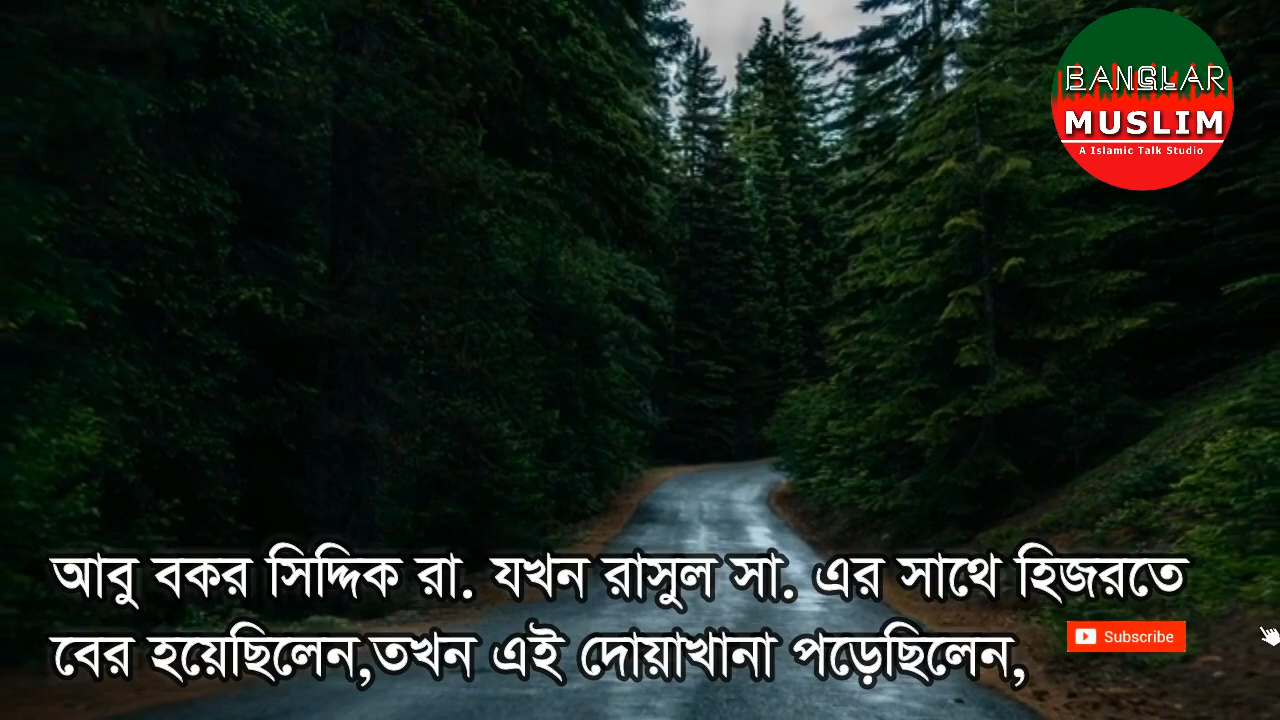 BANGLAR
MUSLIM
A Islamic Talk Studio
আবু বকর সিদ্দিক রা. যখন রাসুল সা. এর সাথে হিজরতে
বের হয়েছিলেন,তখন এই দোয়াখানা পড়েছিলেন,
Subscribe